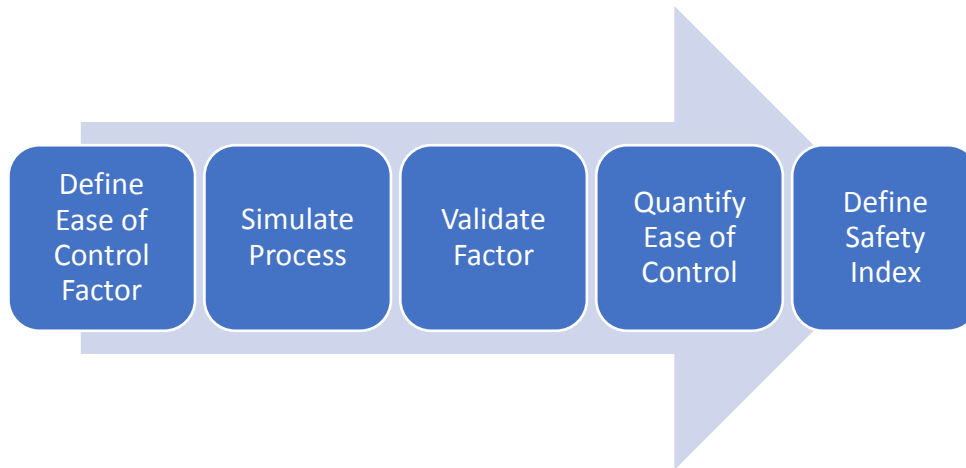 Define
Ease of
Control
Factor
Simulate
Process
Validate
Factor
Quantify
Ease of
Control
Define
Safety
Index